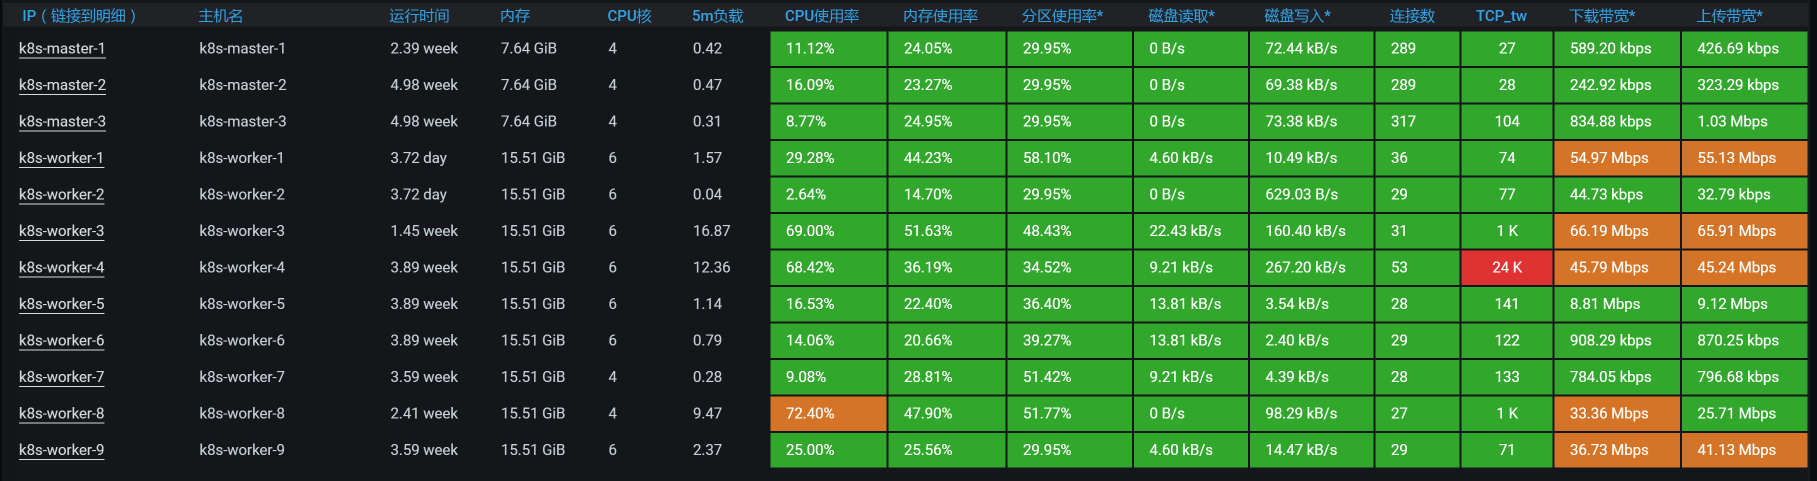 IP（链接到明细） 主机名 运行时间 内存 CPU核 5m负载 CPU使用率 内存使用率 分区使用率* 磁盘读取* 磁盘写入* 连接数 TCP_tw 下载带宽* 上传带宽*
k8s-master-1 k8s-master-1 2.39 week 7.64 GiB 4 0.42 11.12% 24.05% 29.95% 0 B/s 72.44 kB/s 289 27 589.20 kbps 426.69 kbps
k8s-master-2 k8s-master-2 4.98 week 7.64 GiB 4 0.47 16.09% 23.27% 29.95% 0 B/s 69.38 kB/s 289 28 242.92 kbps 323.29 kbps
k8s-master-3 k8s-master-3 4.98 week 7.64 GiB 4 0.31 8.77% 24.95% 29.95% 0 B/s 73.38 kB/s 317 104 834.88 kbps 1.03 Mbps
k8s-worker-1 k8s-worker-1 3.72 day 15.51 GiB 6 1.57 29.28% 44.23% 58.10% 4.60 kB/s 10.49 kB/s 36 74 54.97 Mbps 55.13 Mbps
k8s-worker-2 k8s-worker-2 3.72 day 15.51 GiB 6 0.04 2.64% 14.70% 29.95% 0 B/s 629.03 B/s 29 77 44.73 kbps 32.79 kbps
k8s-worker-3 k8s-worker-3 1.45 week 15.51 GiB 6 16.87 69.00% 51.63% 48.43% 22.43 kB/s 160.40 kB/s 31 1 K 66.19 Mbps 65.91 Mbps
k8s-worker-4 k8s-worker-4 3.89 week 15.51 GiB 6 12.36 68.42% 36.19% 34.52% 9.21 kB/s 267.20 kB/s 53 24 K 45.79 Mbps 45.24 Mbps
k8s-worker-5 k8s-worker-5 3.89 week 15.51 GiB 6 1.14 16.53% 22.40% 36.40% 13.81 kB/s 3.54 kB/s 28 141 8.81 Mbps 9.12 Mbps
k8s-worker-6 k8s-worker-6 3.89 week 15.51 GiB 6 0.79 14.06% 20.66% 39.27% 13.81 kB/s 2.40 kB/s 29 122 908.29 kbps 870.25 kbps
k8s-worker-7 k8s-worker-7 3.59 week 15.51 GiB 4 0.28 9.08% 28.81% 51.42% 9.21 kB/s 4.39 kB/s 28 133 784.05 kbps 796.68 kbps
k8s-worker-8 k8s-worker-8 2.41 week 15.51 GiB 4 9.47 72.40% 47.90% 51.77% 0 B/s 98.29 kB/s 27 1 K 33.36 Mbps 25.71 Mbps
k8s-worker-9 k8s-worker-9 3.59 week 15.51 GiB 6 2.37 25.00% 25.56% 29.95% 4.60 kB/s 14.47 kB/s 29 71 36.73 Mbps 41.13 Mbps